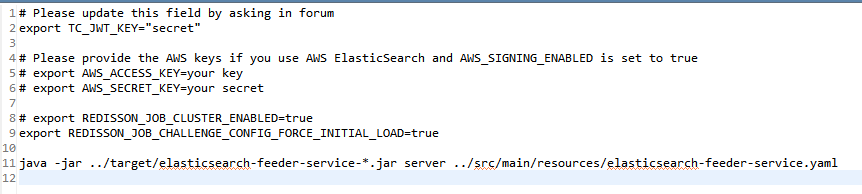 1 # Please update this field by asking in forum
2 export TC_JWT_KEY="secret"
3
4 # Please provide the AWS keys if you use AWS ElasticSearch and AWS_SIGNING_ENABLED is set to true
5 # export AWS_ACCESS_KEY=your key
6 # export AWS_SECRET_KEY=your secret
7
8 # export REDISSON_JOB_CLUSTER_ENABLED=true
9 export REDISSON_JOB_CHALLENGE_CONFIG_FORCE_INITIAL_LOAD=true
10
11 java -jar ../target/elasticsearch-feeder-service-*.jar server ../src/main/resources/elasticsearch-feeder-service.yaml
12